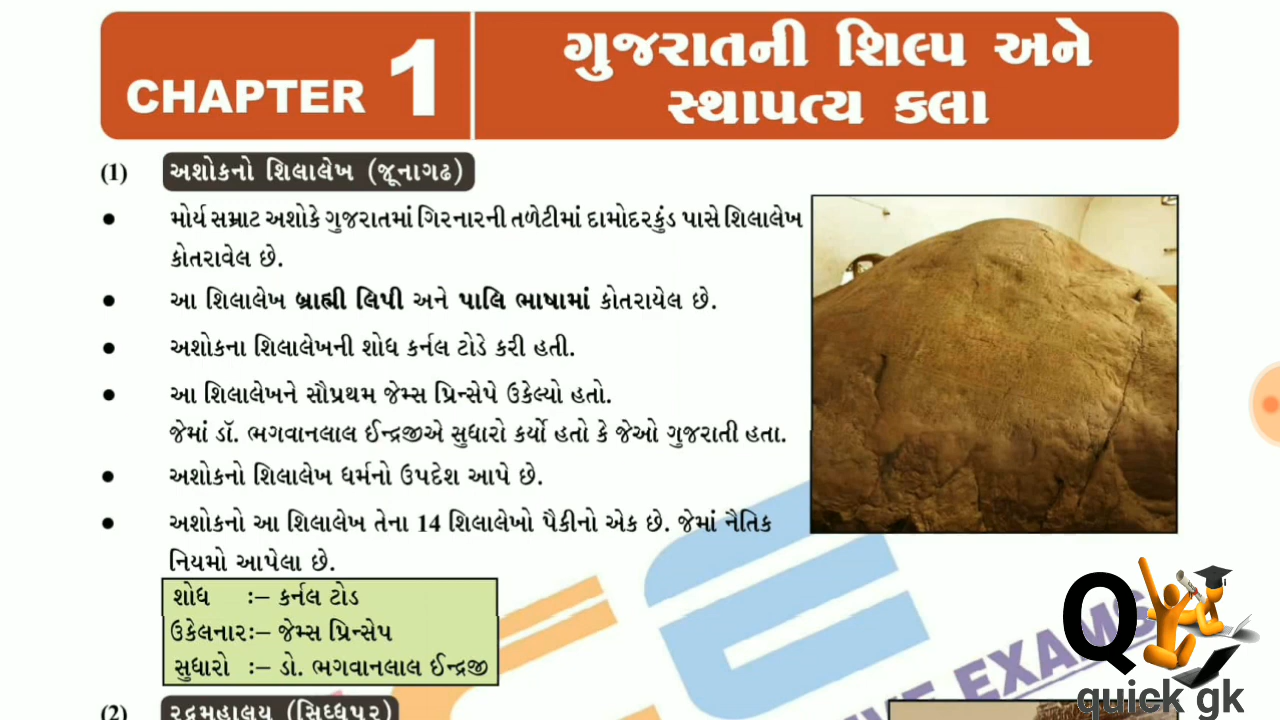 CHAPTER 1
ગુજરાતની શિલ્પ અને
સ્થાપત્ય કલા
(1) અશોકનો શિલાલેખ (જૂનાગઢ)
• મોર્ય સમ્રાટ અશોકે ગુજરાતમાં ગિરનારની તળેટીમાં દામોદરકુંડ પાસે શિલાલેખ
કોતરાવેલ છે.
• આ શિલાલેખ બ્રાહ્મી લિપી અને પાલિ ભાષામાં કોતરાયેલ છે.
• અશોકના શિલાલેખની શોધ કર્નલ ટોડે કરી હતી.
• આ શિલાલેખને સૌપ્રથમ જેમ્સ પ્રિન્સેપે ઉકેલ્યો હતો.
જેમાં ડૉ. ભગવાનલાલ ઈન્દ્રજીએ સુધારો કર્યો હતો કે જેઓ ગુજરાતી હતા.
• અશોકનો શિલાલેખ ધર્મનો ઉપદેશ આપે છે.
• અશોકનો આ શિલાલેખ તેના 14 શિલાલેખો પૈકીનો એક છે. જેમાં નૈતિક
નિયમો આપેલા છે.
શોધ :– કર્નલ ટોડ
ઉકેલનાર:– જેમ્સ પ્રિન્સેપ
સુધારો :– ડો. ભગવાનલાલ ઈન્દ્રજી
EXAMS
Q
quick gk
(2) રુદ્રમહાલય (સિધ્ધપુર)